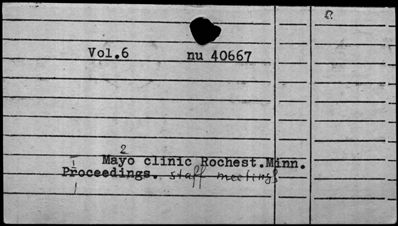 Vol.6 nu 40667
2
Mayo clinic Rochest.Minn.
Proceedings. staff meetings